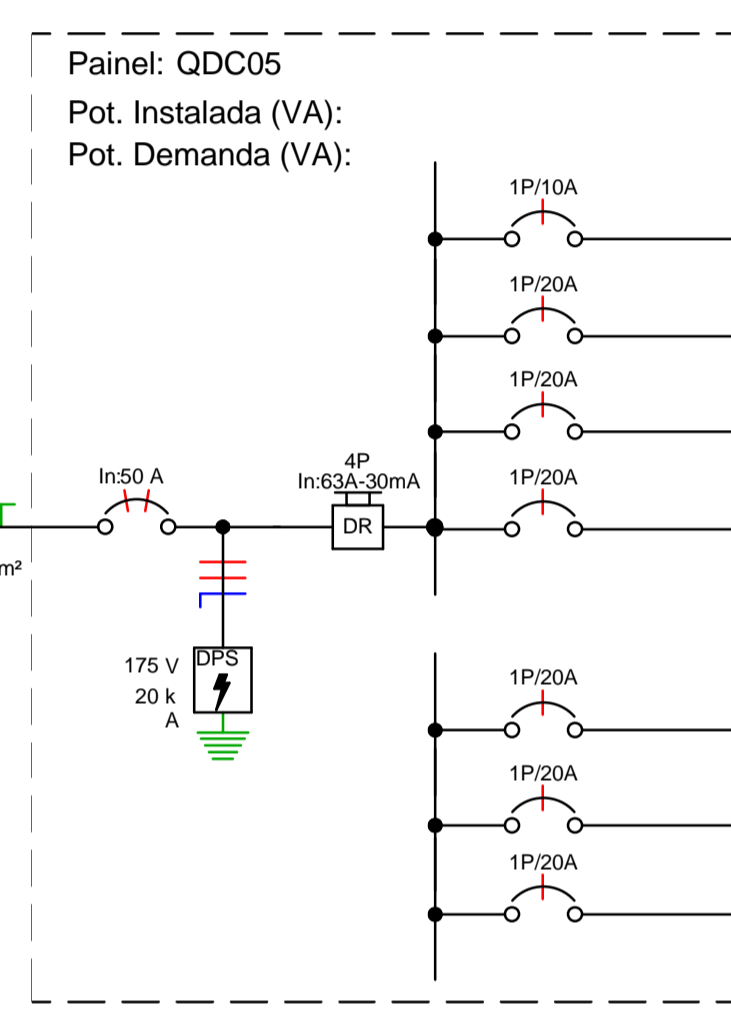 Painel: QDC05
Pot. Instalada (VA):
Pot. Demanda (VA):
1P/10A
1P/20A
1P/20A
1P/20A
In:50 A
4P
In:63A-30mA
DR
m²
DPS
175 V
20 k
A
1P/20A
1P/20A
1P/20A